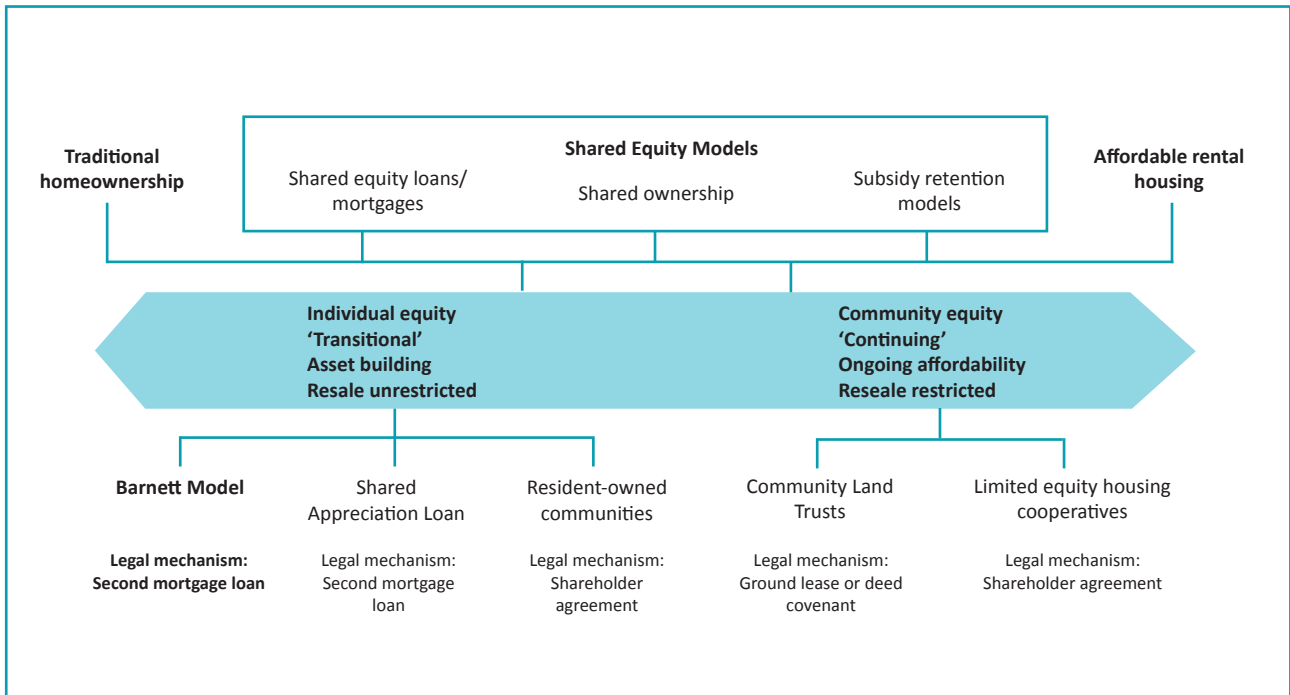 Traditional
homeownership
Shared Equity Models
Shared equity loans/
mortgages
Shared ownership
Subsidy retention
models
Affordable rental
housing
Individual equity
‘Transitional’
Asset building
Resale unrestricted
Community equity
‘Continuing’
Ongoing affordability
Reseale restricted
Barnett Model
Legal mechanism:
Second mortgage loan
Shared
Appreciation Loan
Legal mechanism:
Second mortgage
loan
Resident-owned
communities
Legal mechanism:
Shareholder
agreement
Community Land
Trusts
Legal mechanism:
Ground lease or deed
covenant
Limited equity housing
cooperatives
Legal mechanism:
Shareholder agreement